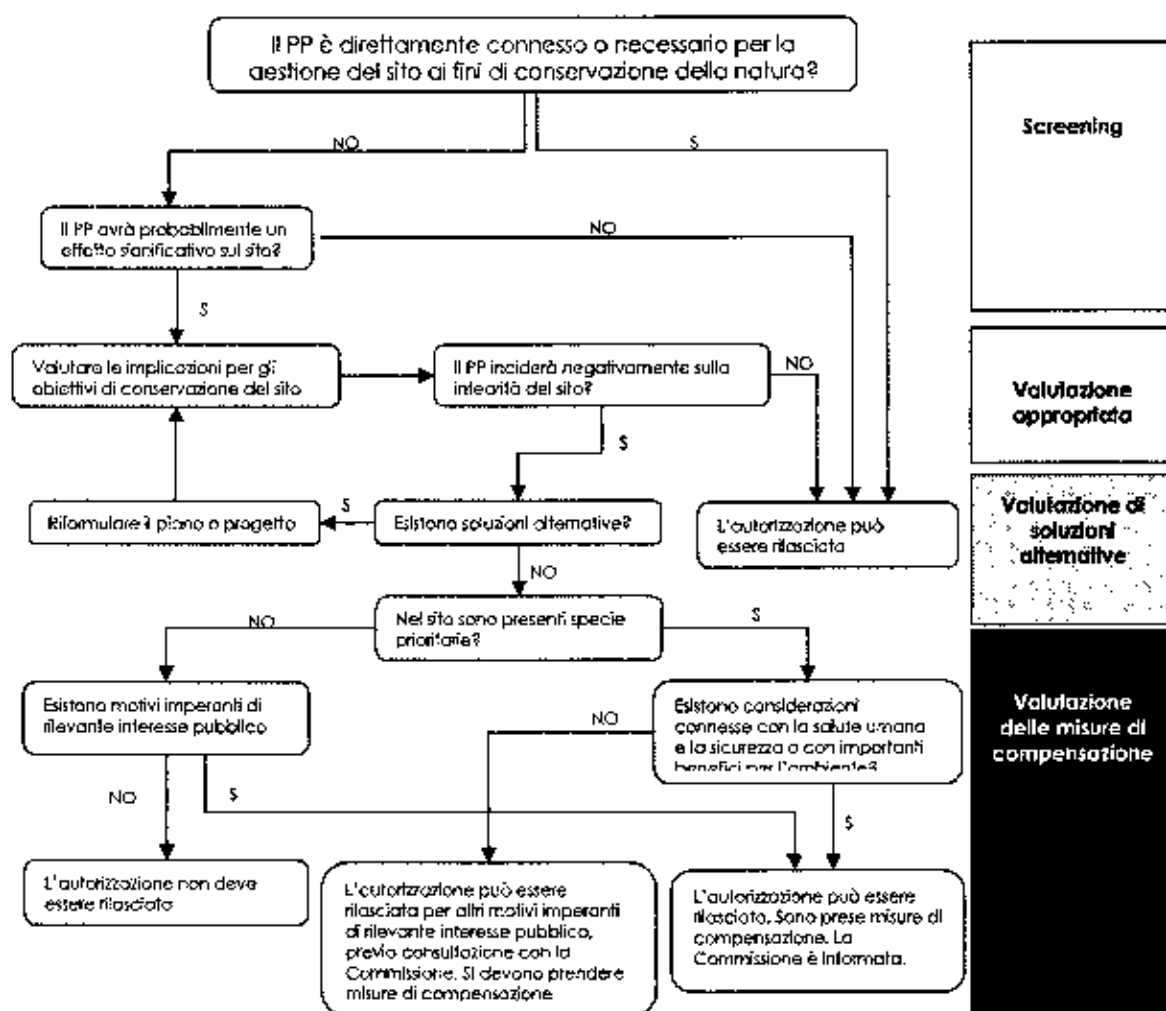 Il PP è direttamente connesso o necessario per la
gestione del sito ai fini di conservazione della natura?
Screening
NO
S
Il PP avrà probabilmente un
effetto significativo sul sito?
NO
S
Valutare le implicazioni per gli
obiettivi di conservazione del sito
Il PP inciderà negativamente sulla
integrità del sito?
NO
Valutazione
appropriata
S
Riformulare il piano o progetto
S
Esistono soluzioni alternative?
L'autorizzazione può
essere rilasciata
Valutazione di
soluzioni
alternative
NO
Nel sito sono presenti specie
prioritarie?
NO
S
Esistono motivi imperanti di
rilevante interesse pubblico
Esistono considerazioni
connesse con la salute umana
e la sicurezza o con importanti
benefici per l'ambiente?
NO
Valutazione
delle misure di
compensazione
NO
S
S
L'autorizzazione non deve
essere rilasciata
L'autorizzazione può essere
rilasciata per altri motivi imperanti
di rilevante interesse pubblico,
previa consultazione con la
Commissione. Si devono prendere
misure di compensazione
L'autorizzazione può essere
rilasciata. Sono prese misure di
compensazione. La
Commissione è informata.